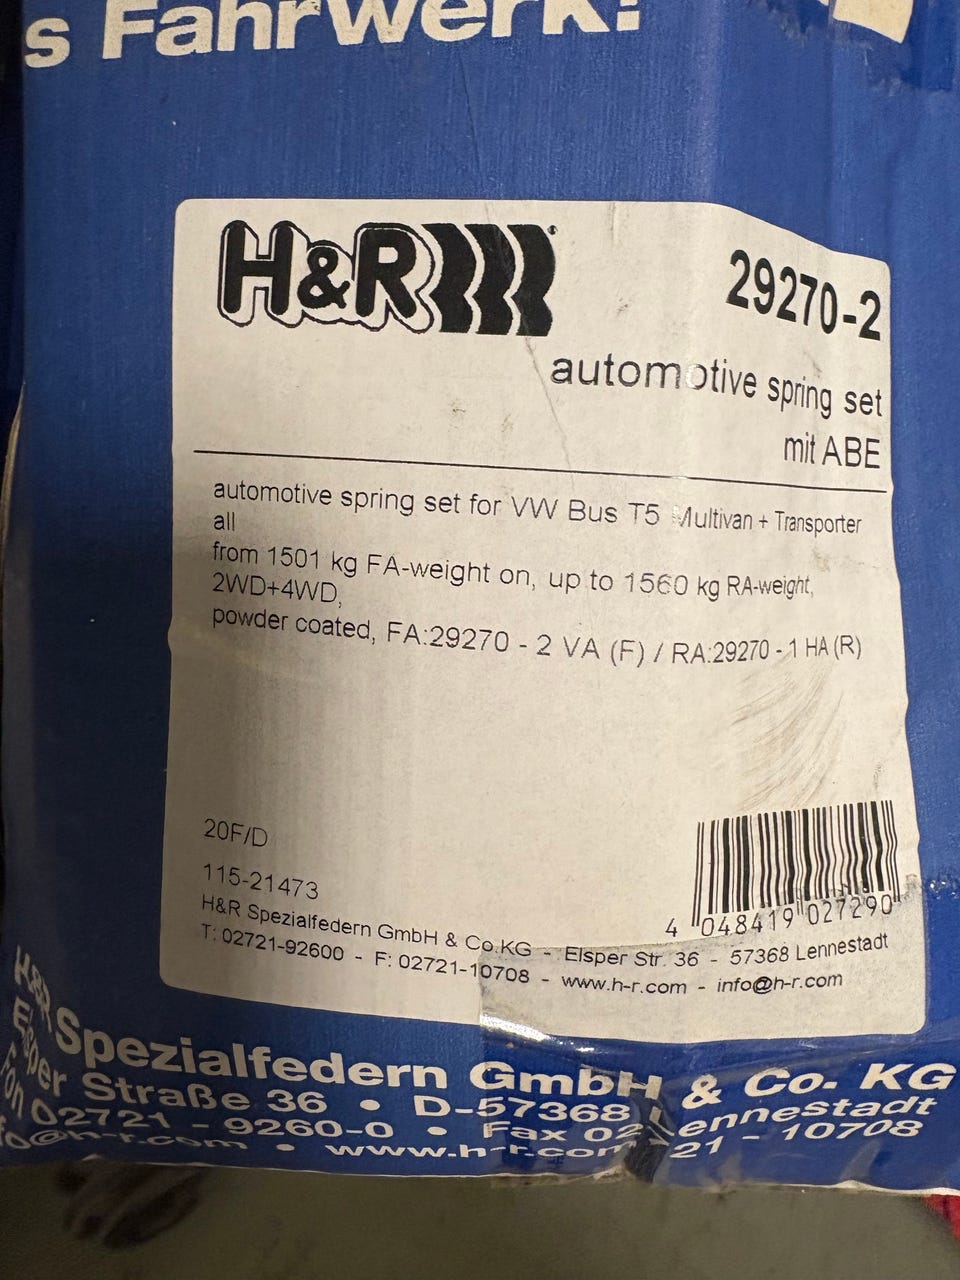 s Fahrwerk!
H&R
29270-2
automotive spring set
mit ABE
automotive spring set for VW Bus T5 Multivan + Transporter
all
from 1501 kg FA-weight on, up to 1560 kg RA-weight,
2WD+4WD,
powder coated, FA:29270 - 2 VA (F) / RA:29270 - 1 HA (R)
20F/D
115-21473
4 048419 027290
H&R Spezialfedern GmbH & Co.KG - Elsper Str. 36 - 57368 Lennestadt
T: 02721-92600 - F: 02721-10708 - www.h-r.com - info@h-r.com
H&R Spezialfedern GmbH & Co. KG
Elsper Straße 36 • D-57368 Lennestadt
Fon 02721 - 9260-0 • Fax 02721 - 10708
fo@h-r.com • www.h-r.com